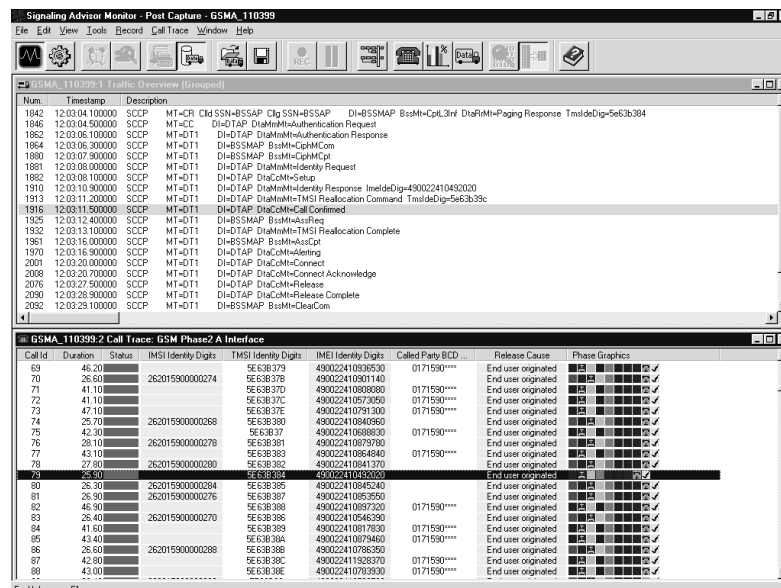 Signaling Advisor Monitor - Post Capture - GSMA_110399
File Edit View Tools Record Call Trace Window Help
REC Data
GSMA_110399:1 Traffic Overview (Grouped)
Num. Timestamp Description
1842 12:03:04.100000 SCCP MT=CR Clld SSN=BSSAP Cllg SSN=BSSAP DI=BSSMAP BssMt=CptL3Inf DtaRrMt=Paging Response TmsIdeDig=5e63b384
1846 12:03:04.500000 SCCP MT=CC DI=DTAP DtaMmMt=Authentication Request
1862 12:03:06.100000 SCCP MT=DT1 DI=DTAP DtaMmMt=Authentication Response
1864 12:03:06.300000 SCCP MT=DT1 DI=BSSMAP BssMt=CiphMCom
1880 12:03:07.900000 SCCP MT=DT1 DI=BSSMAP BssMt=CiphMCpt
1881 12:03:08.000000 SCCP MT=DT1 DI=DTAP DtaMmMt=Identity Request
1882 12:03:08.100000 SCCP MT=DT1 DI=DTAP DtaCcMt=Setup
1910 12:03:10.900000 SCCP MT=DT1 DI=DTAP DtaMmMt=Identity Response ImeIdeDig=490022410492020
1913 12:03:11.200000 SCCP MT=DT1 DI=DTAP DtaMmMt=TMSI Reallocation Command TmsIdeDig=5e63b39c
1916 12:03:11.500000 SCCP MT=DT1 DI=DTAP DtaCcMt=Call Confirmed
1925 12:03:12.400000 SCCP MT=DT1 DI=BSSMAP BssMt=AssReq
1932 12:03:13.100000 SCCP MT=DT1 DI=DTAP DtaMmMt=TMSI Reallocation Complete
1961 12:03:16.000000 SCCP MT=DT1 DI=BSSMAP BssMt=AssCpt
1970 12:03:16.900000 SCCP MT=DT1 DI=DTAP DtaCcMt=Alerting
2001 12:03:20.000000 SCCP MT=DT1 DI=DTAP DtaCcMt=Connect
2008 12:03:20.700000 SCCP MT=DT1 DI=DTAP DtaCcMt=Connect Acknowledge
2076 12:03:27.500000 SCCP MT=DT1 DI=DTAP DtaCcMt=Release
2090 12:03:28.900000 SCCP MT=DT1 DI=DTAP DtaCcMt=Release Complete
2092 12:03:29.100000 SCCP MT=DT1 DI=BSSMAP BssMt=ClearCom
GSMA_110399:2 Call Trace: GSM Phase2 A Interface
Call Id Duration Status IMSI Identity Digits TMSI Identity Digits IMEI Identity Digits Called Party BCD ... Release Cause Phase Graphics
69 46.20 5E63B379 490022410936530 0171590**** End user originated
70 26.60 262015900000274 5E63B37B 490022410901140 End user originated
71 41.10 5E63B37D 490022410808080 0171590**** End user originated
72 41.10 5E63B37C 490022410573050 0171590**** End user originated
73 47.10 5E63B37E 490022410791300 0171590**** End user originated
74 25.70 262015900000268 5E63B380 490022410840960 End user originated
75 42.30 5E63B37 490022410688830 0171590**** End user originated
76 28.10 262015900000278 5E63B381 490022410879780 End user originated
77 43.10 5E63B383 490022410864840 0171590**** End user originated
78 27.80 262015900000280 5E63B382 490022410841370 End user originated
79 25.90 5E63B384 490022410492020 End user originated
80 26.30 262015900000284 5E63B385 490022410845240 End user originated
81 26.90 262015900000276 5E63B387 490022410853550 End user originated
82 46.90 5E63B388 490022410897320 0171590**** End user originated
83 26.40 262015900000270 5E63B386 490022410546390 End user originated
84 41.60 5E63B389 490022410817830 0171590**** End user originated
85 43.40 5E63B38A 490022410879460 0171590**** End user originated
86 26.60 262015900000288 5E63B38B 490022410786350 End user originated
87 42.80 5E63B38C 490022411928370 0171590**** End user originated
88 43.00 5E63B38E 490022410783930 0171590**** End user originated